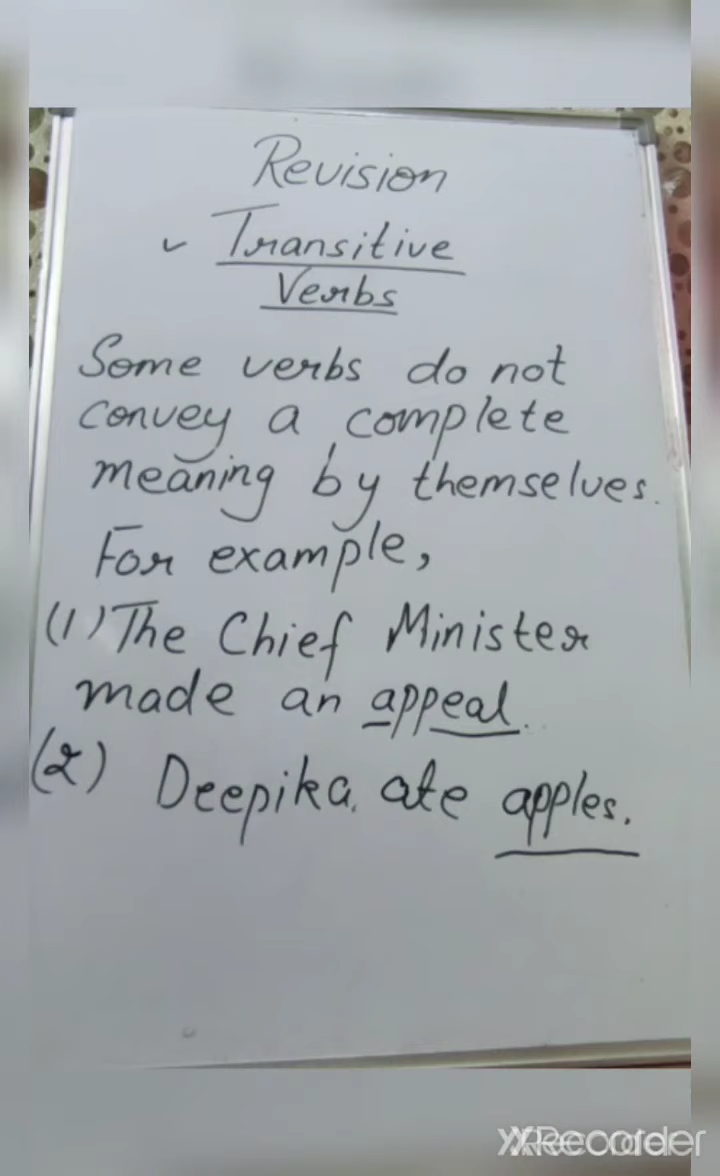 Revision
✓ Transitive
Verbs
Some verbs do not
convey a complete
meaning by themselves.
For example,
(1) The Chief Minister
made an appeal.
(2) Deepika ate apples.
XRecorder